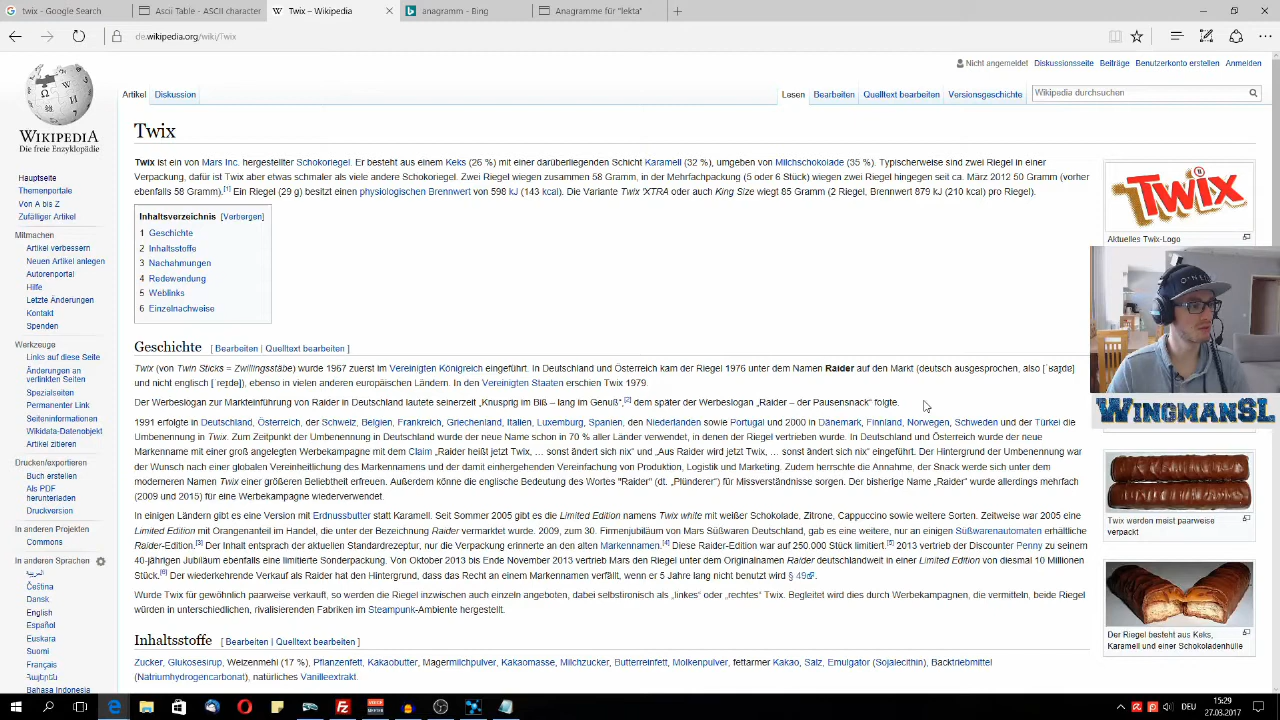 twix - Google Search
Ascii Table - ASCII character
Twix – Wikipedia
anagramm - Bing
Anagramme für "lekta"
de.wikipedia.org/wiki/Twix
Nicht angemeldet Diskussionsseite Beiträge Benutzerkonto erstellen Anmelden
Artikel Diskussion
Lesen Bearbeiten Quelltext bearbeiten Versionsgeschichte
Wikipedia durchsuchen
WIKIPEDIA
Die freie Enzyklopädie
Hauptseite
Themenportale
Von A bis Z
Zufälliger Artikel
Mitmachen
Artikel verbessern
Neuen Artikel anlegen
Autorenportal
Hilfe
Letzte Änderungen
Kontakt
Spenden
Werkzeuge
Links auf diese Seite
Änderungen an
verlinkten Seiten
Spezialseiten
Permanenter Link
Seiteninformationen
Wikidata-Datenobjekt
Artikel zitieren
Drucken/exportieren
Buch erstellen
Als PDF
herunterladen
Druckversion
In anderen Projekten
Commons
In anderen Sprachen
العربية
Čeština
Dansk
English
Español
Euskara
Suomi
Français
Հայերեն
Bahasa Indonesia
Twix
Twix ist ein von Mars Inc. hergestellter Schokoriegel. Er besteht aus einem Keks (26 %) mit einer darüberliegenden Schicht Karamell (32 %), umgeben von Milchschokolade (35 %). Typischerweise sind zwei Riegel in einer
Verpackung, dafür ist Twix aber etwas schmaler als viele andere Schokoriegel. Zwei Riegel wiegen zusammen 58 Gramm, in der Mehrfachpackung (5 oder 6 Stück) wiegen zwei Riegel hingegen seit ca. März 2012 50 Gramm (vorher
ebenfalls 58 Gramm).[1] Ein Riegel (29 g) besitzt einen physiologischen Brennwert von 598 kJ (143 kcal). Die Variante Twix 'XTRA oder auch King Size wiegt 85 Gramm (2 Riegel, Brennwert 879 kJ (210 kcal) pro Riegel).
Inhaltsverzeichnis [Verbergen]
1 Geschichte
2 Inhaltsstoffe
3 Nachahmungen
4 Redewendung
5 Weblinks
6 Einzelnachweise
Geschichte [ Bearbeiten | Quelltext bearbeiten ]
Twix (von Twin Sticks = Zwillingsstäbe) wurde 1967 zuerst im Vereinigten Königreich eingeführt. In Deutschland und Österreich kam der Riegel 1976 unter dem Namen Raider auf den Markt (deutsch ausgesprochen, also [ˈʀaɪ̯dɐ]
und nicht englisch [ˈreɪdɐ]), ebenso in vielen anderen europäischen Ländern. In den Vereinigten Staaten erschien Twix 1979.
Der Werbeslogan zur Markteinführung von Raider in Deutschland lautete seinerzeit „Knusprig im Biß – lang im Genuß“,[2] dem später der Werbeslogan „Raider – der Pausensnack“ folgte.
1991 erfolgte in Deutschland, Österreich, der Schweiz, Belgien, Frankreich, Griechenland, Italien, Luxemburg, Spanien, den Niederlanden sowie Portugal und 2000 in Dänemark, Finnland, Norwegen, Schweden und der Türkei die
Umbenennung in Twix. Zum Zeitpunkt der Umbenennung in Deutschland wurde der neue Name schon in 70 % aller Länder verwendet, in denen der Riegel vertrieben wurde. In Deutschland und Österreich wurde der neue
Markenname mit einer groß angelegten Werbekampagne mit dem Claim „Raider heißt jetzt Twix, … sonst ändert sich nix“ und „Aus Raider wird jetzt Twix, … sonst ändert sich nix“ eingeführt. Der Hintergrund der Umbenennung war
der Wunsch nach einer globalen Vereinheitlichung des Markennamens und der damit einhergehenden Vereinfachung von Produktion, Logistik und Marketing. Zudem herrschte die Annahme, der Snack werde sich unter dem
moderneren Namen Twix einer größeren Beliebtheit erfreuen. Außerdem könne die englische Bedeutung des Wortes "Raider" (dt. „Plünderer“) für Missverständnisse sorgen. Der bisherige Name „Raider“ wurde allerdings mehrfach
(2009 und 2015) für eine Werbekampagne wiederverwendet.
In einigen Ländern gibt es eine Version mit Erdnussbutter statt Karamell. Seit Sommer 2005 gibt es die Limited Edition namens Twix white mit weißer Schokolade, Zitrone, Cappuccino sowie weitere Sorten. Zeitweise war 2005 eine
Limited Edition mit Orangenanteil im Handel, die unter der Bezeichnung Raider vermarktet wurde. 2009, zum 30. Firmenjubiläum von Mars Süßwaren Deutschland, gab es eine weitere, nur an einigen Süßwarenautomaten erhältliche
Raider-Edition.[3] Der Inhalt entsprach der aktuellen Standardrezeptur, nur die Verpackung erinnerte an den alten Markennamen.[4] Diese Raider-Edition war auf 250.000 Stück limitiert.[5] 2013 vertrieb der Discounter Penny zu seinem
40-jährigen Jubiläum ebenfalls eine limitierte Sonderpackung. Von Oktober 2013 bis Ende November 2013 verkaufte Mars die Riegel unter dem Originalnamen Raider deutschlandweit in einer Limited Edition von diesmal 10 Millionen
Stück.[6] Der wiederkehrende Verkauf als Raider hat den Hintergrund, dass das Recht an einem Markennamen verfällt, wenn er 5 Jahre lang nicht benutzt wird § 49.
Wurde Twix für gewöhnlich paarweise verkauft, so werden die Riegel inzwischen auch einzeln angeboten, dabei selbstironisch als „linkes“ oder „rechtes“ Twix. Begleitet wird dies durch Werbekampagnen, die vermitteln, beide Riegel
würden in unterschiedlichen, rivalisierenden Fabriken im Steampunk-Ambiente hergestellt.
Inhaltsstoffe [ Bearbeiten | Quelltext bearbeiten ]
Zucker, Glukosesirup, Weizenmehl (17 %), Pflanzenfett, Kakaobutter, Magermilchpulver, Kakaomasse, Milchzucker, Butterreinfett, Molkenpulver, fettarmer Kakao, Salz, Emulgator (Sojalecithin), Backtriebmittel
(Natriumhydrogencarbonat), natürliches Vanilleextrakt.
TWIX
Aktuelles Twix-Logo
O'NEILL
WINGMANSL
Twix werden meist paarweise
verpackt
Der Riegel besteht aus Keks,
Karamell und einer Schokoladenhülle
DEU
15:29
27.03.2017